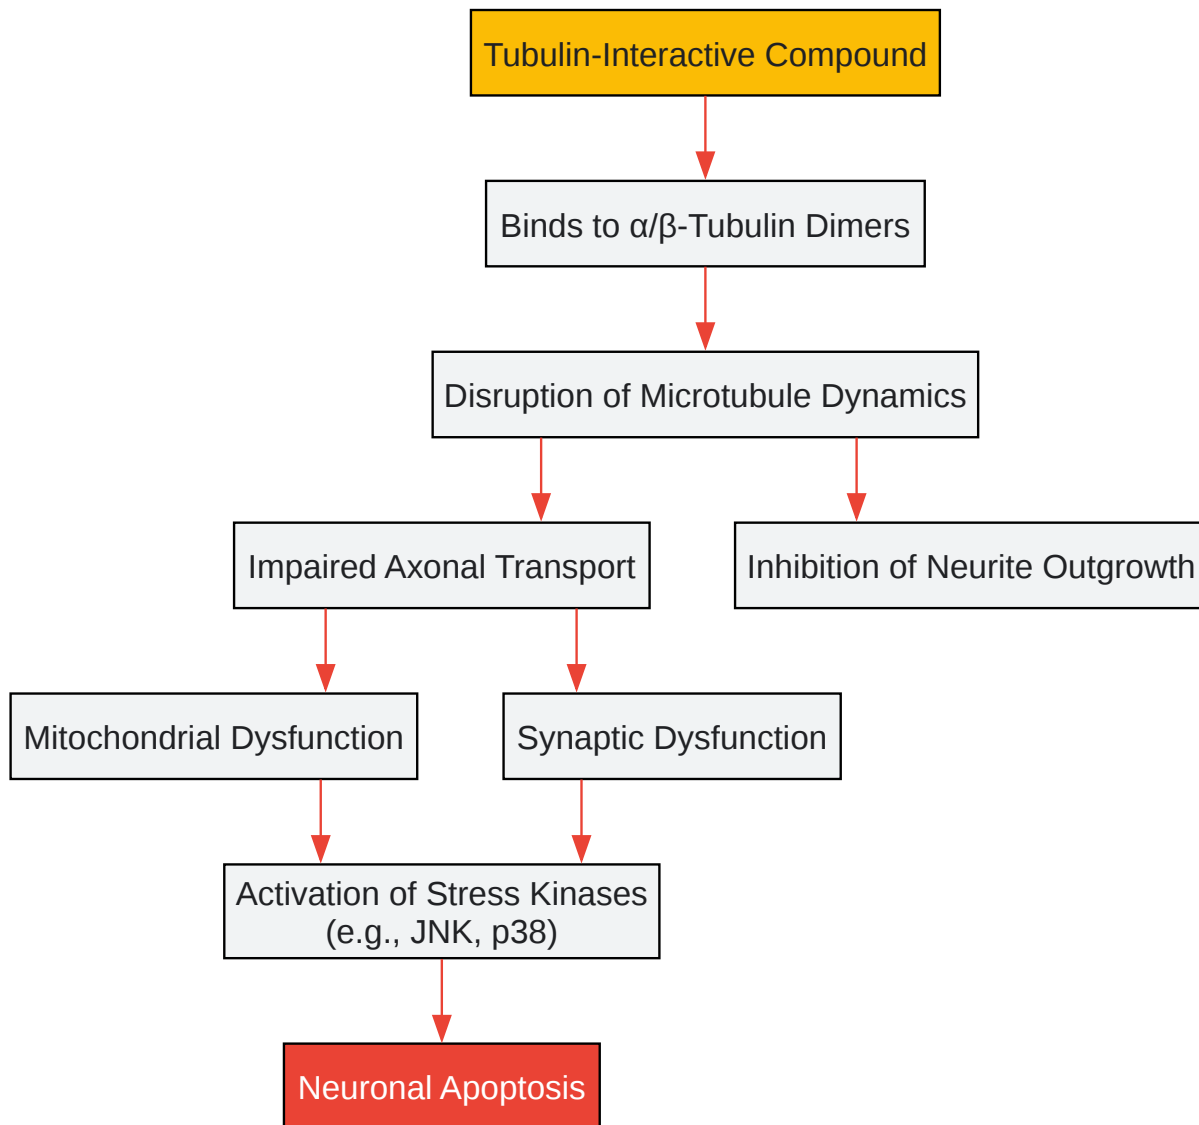 Tubulin-Interactive Compound
Binds to α/β-Tubulin Dimers
Disruption of Microtubule Dynamics
Impaired Axonal Transport
Inhibition of Neurite Outgrowth
Mitochondrial Dysfunction
Synaptic Dysfunction
Activation of Stress Kinases
(e.g., JNK, p38)
Neuronal Apoptosis